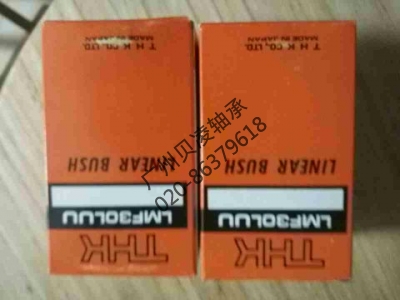 THK
LMF30LUU
LINEAR BUSH
T H K CO., LTD.
MADE IN JAPAN
THK
LMF30LUU
LINEAR BUSH
T H K CO., LTD.
MADE IN JAPAN
广州贝凌轴承
020-86379618